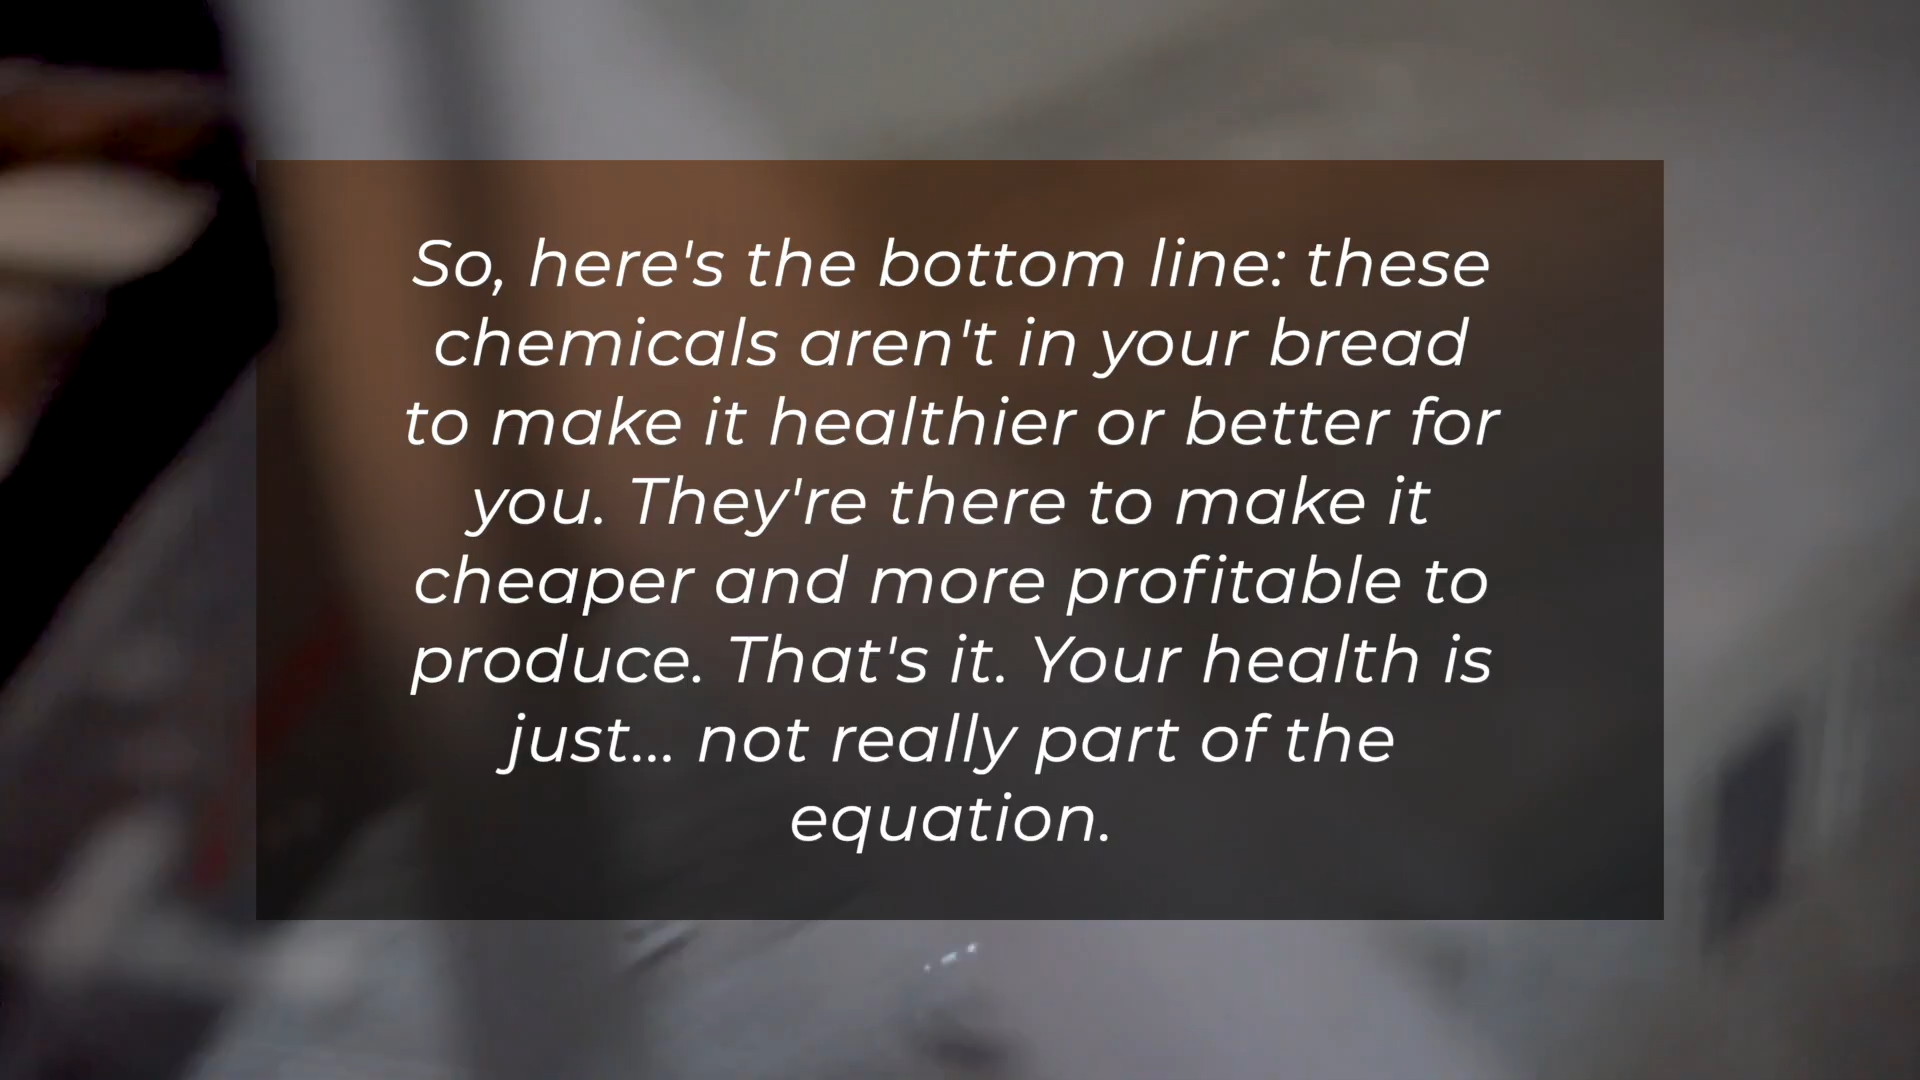 So, here's the bottom line: these
chemicals aren't in your bread
to make it healthier or better for
you. They're there to make it
cheaper and more profitable to
produce. That's it. Your health is
just... not really part of the
equation.